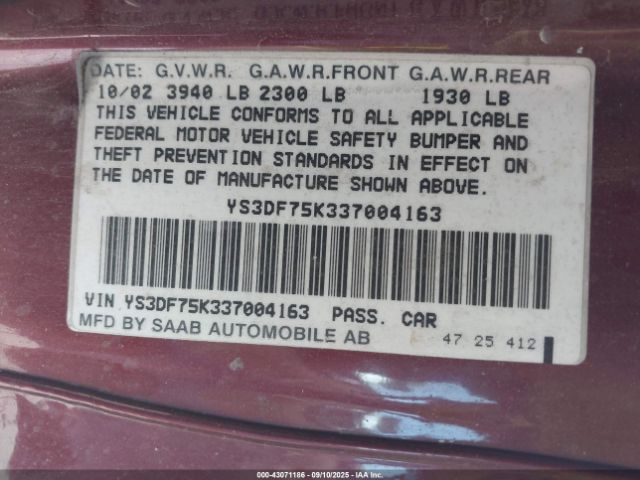 DATE: G.V.W.R. G.A.W.R.FRONT G.A.W.R.REAR
10/02 3940 LB 2300 LB 1930 LB
THIS VEHICLE CONFORMS TO ALL APPLICABLE
FEDERAL MOTOR VEHICLE SAFETY BUMPER AND
THEFT PREVENTION STANDARDS IN EFFECT ON
THE DATE OF MANUFACTURE SHOWN ABOVE.
YS3DF75K337004163
VIN YS3DF75K337004163 PASS. CAR
MFD BY SAAB AUTOMOBILE AB 47 25 412
000-43071186 - 09/10/2025 - IAA Inc.